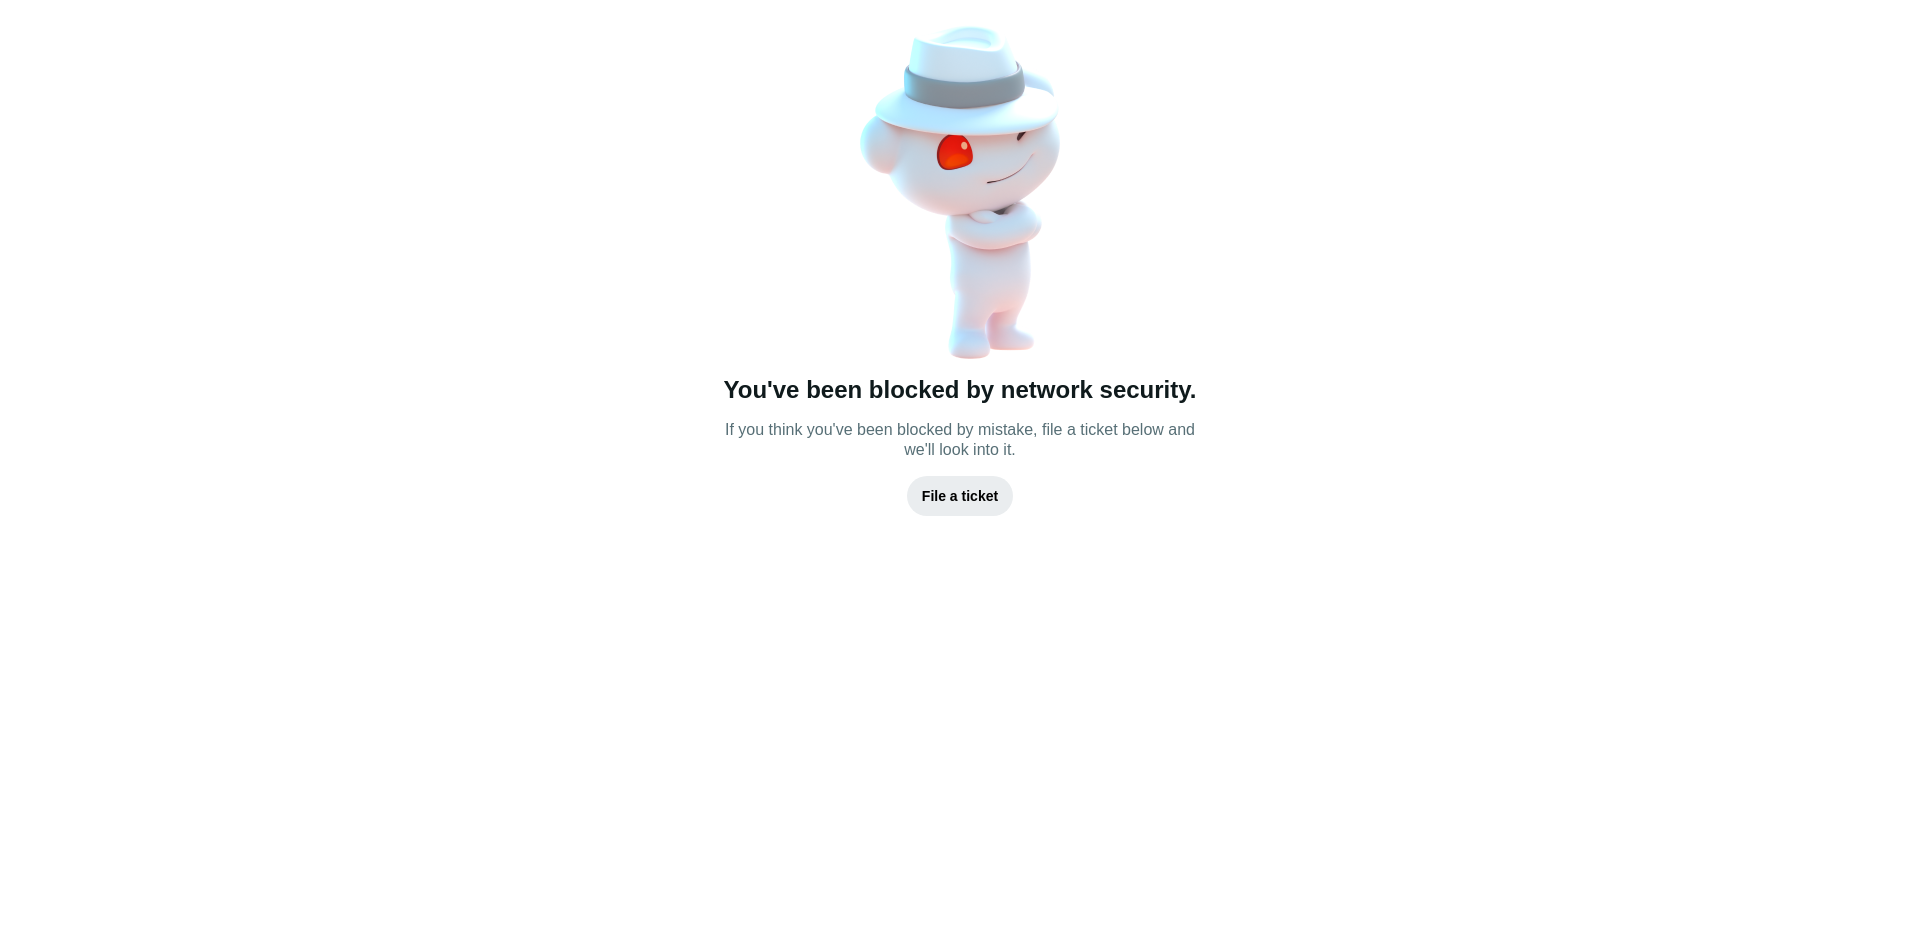 You've been blocked by network security.
If you think you've been blocked by mistake, file a ticket below and
we'll look into it.
File a ticket